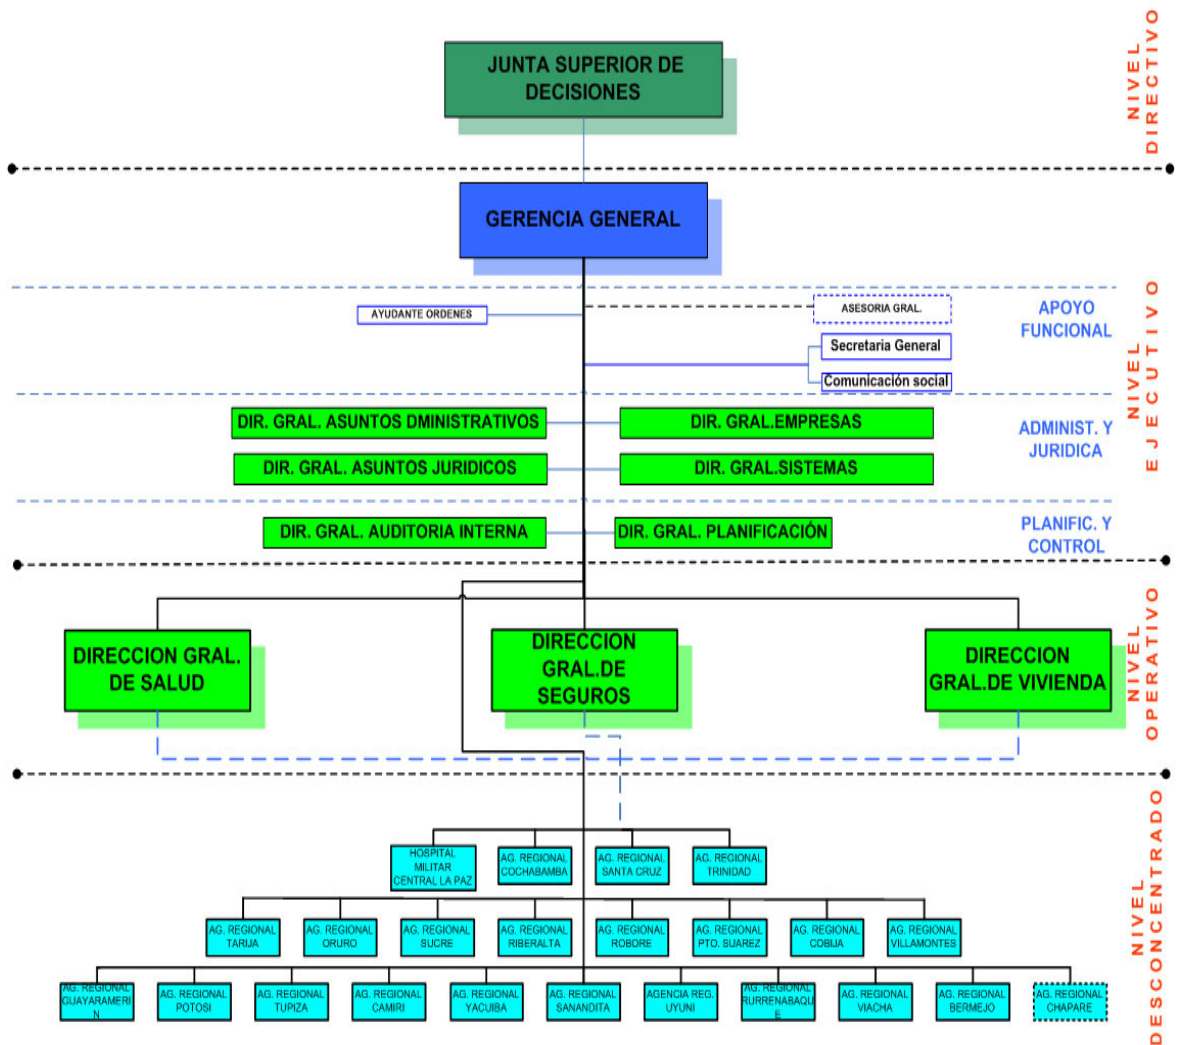 JUNTA SUPERIOR DE
DECISIONES
NIVEL
DIRECTIVO
GERENCIA GENERAL
NIVEL
EJECUTIVO
AYUDANTE ORDENES
ASESORIA GRAL.
APOYO
FUNCIONAL
Secretaria General
Comunicación social
DIR. GRAL. ASUNTOS DMINISTRATIVOS
DIR. GRAL.EMPRESAS
ADMINIST. Y
JURIDICA
DIR. GRAL. ASUNTOS JURIDICOS
DIR. GRAL.SISTEMAS
DIR. GRAL. AUDITORIA INTERNA
DIR. GRAL. PLANIFICACIÓN
PLANIFIC. Y
CONTROL
NIVEL
OPERATIVO
DIRECCION GRAL.
DE SALUD
DIRECCION
GRAL.DE
SEGUROS
DIRECCION
GRAL.DE VIVIENDA
NIVEL
DESCONCENTRADO
HOSPITAL
MILITAR
CENTRAL LA PAZ
AG. REGIONAL
COCHABAMBA
AG. REGIONAL
SANTA CRUZ
AG. REGIONAL
TRINIDAD
AG. REGIONAL
TARIJA
AG. REGIONAL
ORURO
AG. REGIONAL
SUCRE
AG. REGIONAL
RIBERALTA
AG. REGIONAL
ROBORE
AG. REGIONAL
PTO. SUAREZ
AG. REGIONAL
COBIJA
AG. REGIONAL
VILLAMONTES
AG. REGIONAL
GUAYARAMERI
N
AG. REGIONAL
POTOSI
AG. REGIONAL
TUPIZA
AG. REGIONAL
CAMIRI
AG. REGIONAL
YACUIBA
AG. REGIONAL
SANANDITA
AGENCIA REG.
UYUNI
AG. REGIONAL
RURRENABAQU
E
AG. REGIONAL
VIACHA
AG. REGIONAL
BERMEJO
AG. REGIONAL
CHAPARE